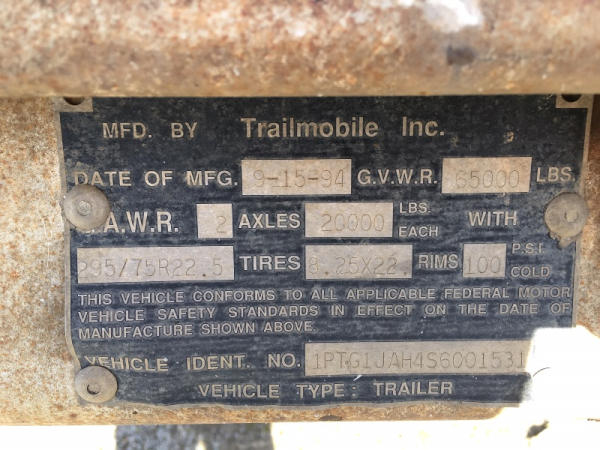 MFD. BY Trailmobile Inc.
DATE OF MFG. 9-15-94 G.V.W.R. 65000 LBS.
G.A.W.R. 2 AXLES 20000 LBS. EACH WITH
295/75R22.5 TIRES 8.25X22. RIMS 100 P.S.I. COLD
THIS VEHICLE CONFORMS TO ALL APPLICABLE FEDERAL MOTOR
VEHICLE SAFETY STANDARDS IN EFFECT ON THE DATE OF
MANUFACTURE SHOWN ABOVE.
VEHICLE IDENT. NO. 1PTG1JAH4S6001531
VEHICLE TYPE: TRAILER